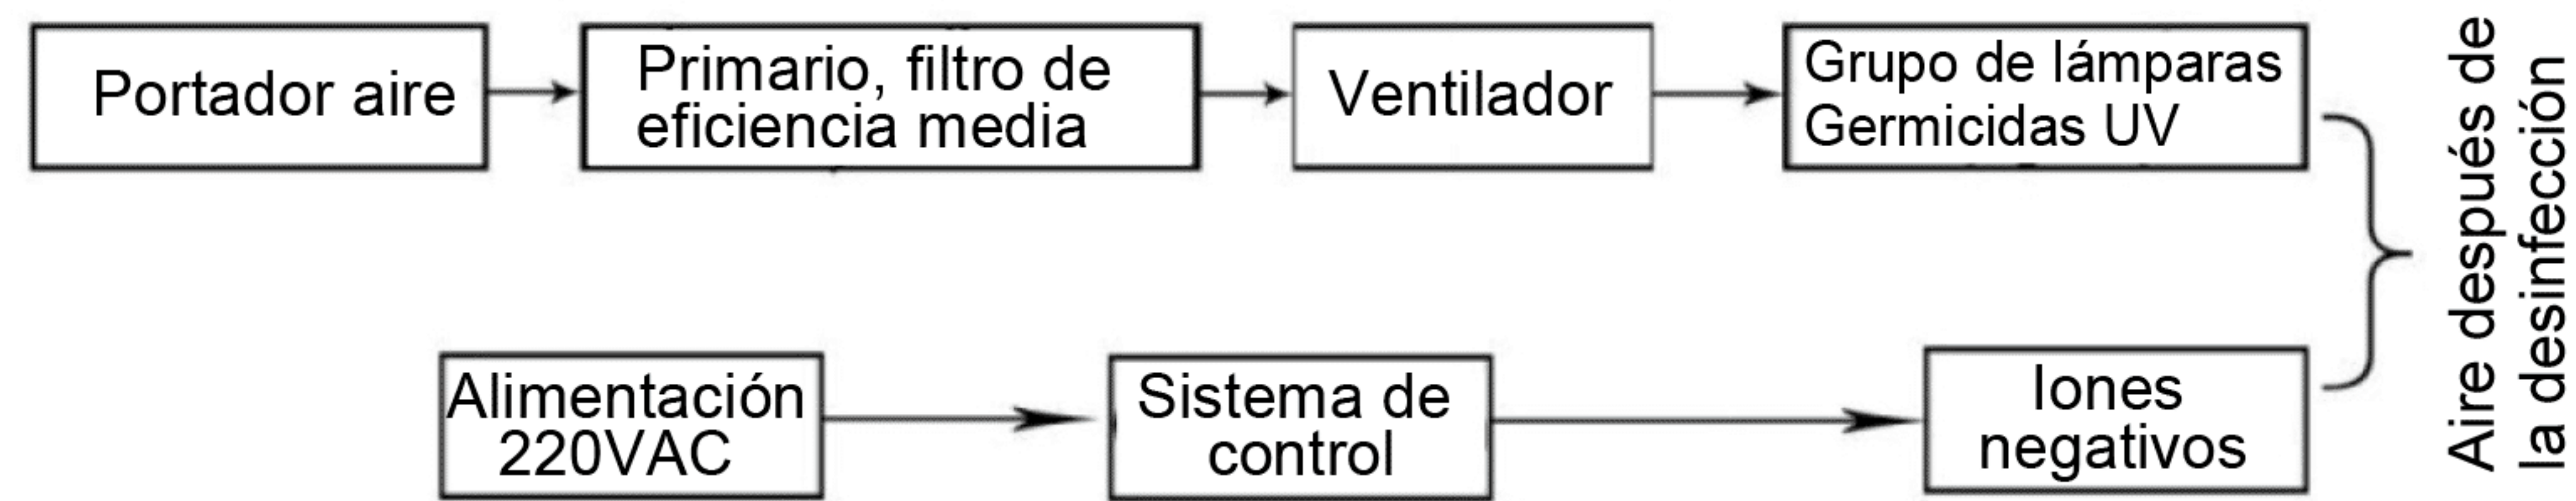 Portador aire
Primario, filtro de
eficiencia media
Ventilador
Grupo de lámparas
Germicidas UV
Alimentación
220VAC
Sistema de
control
Iones
negativos
Aire después de
la desinfección